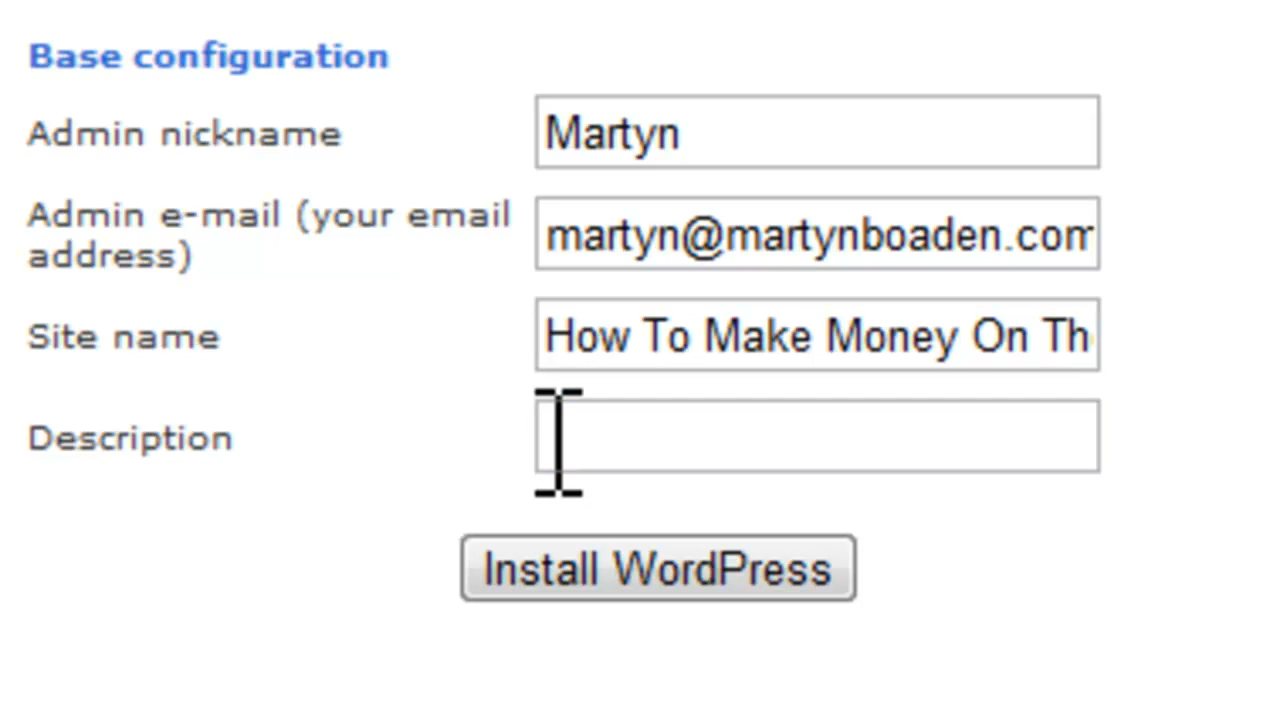 Base configuration
Admin nickname
Martyn
Admin e-mail (your email
address)
martyn@martynboaden.com
Site name
How To Make Money On Th
Description
Install WordPress